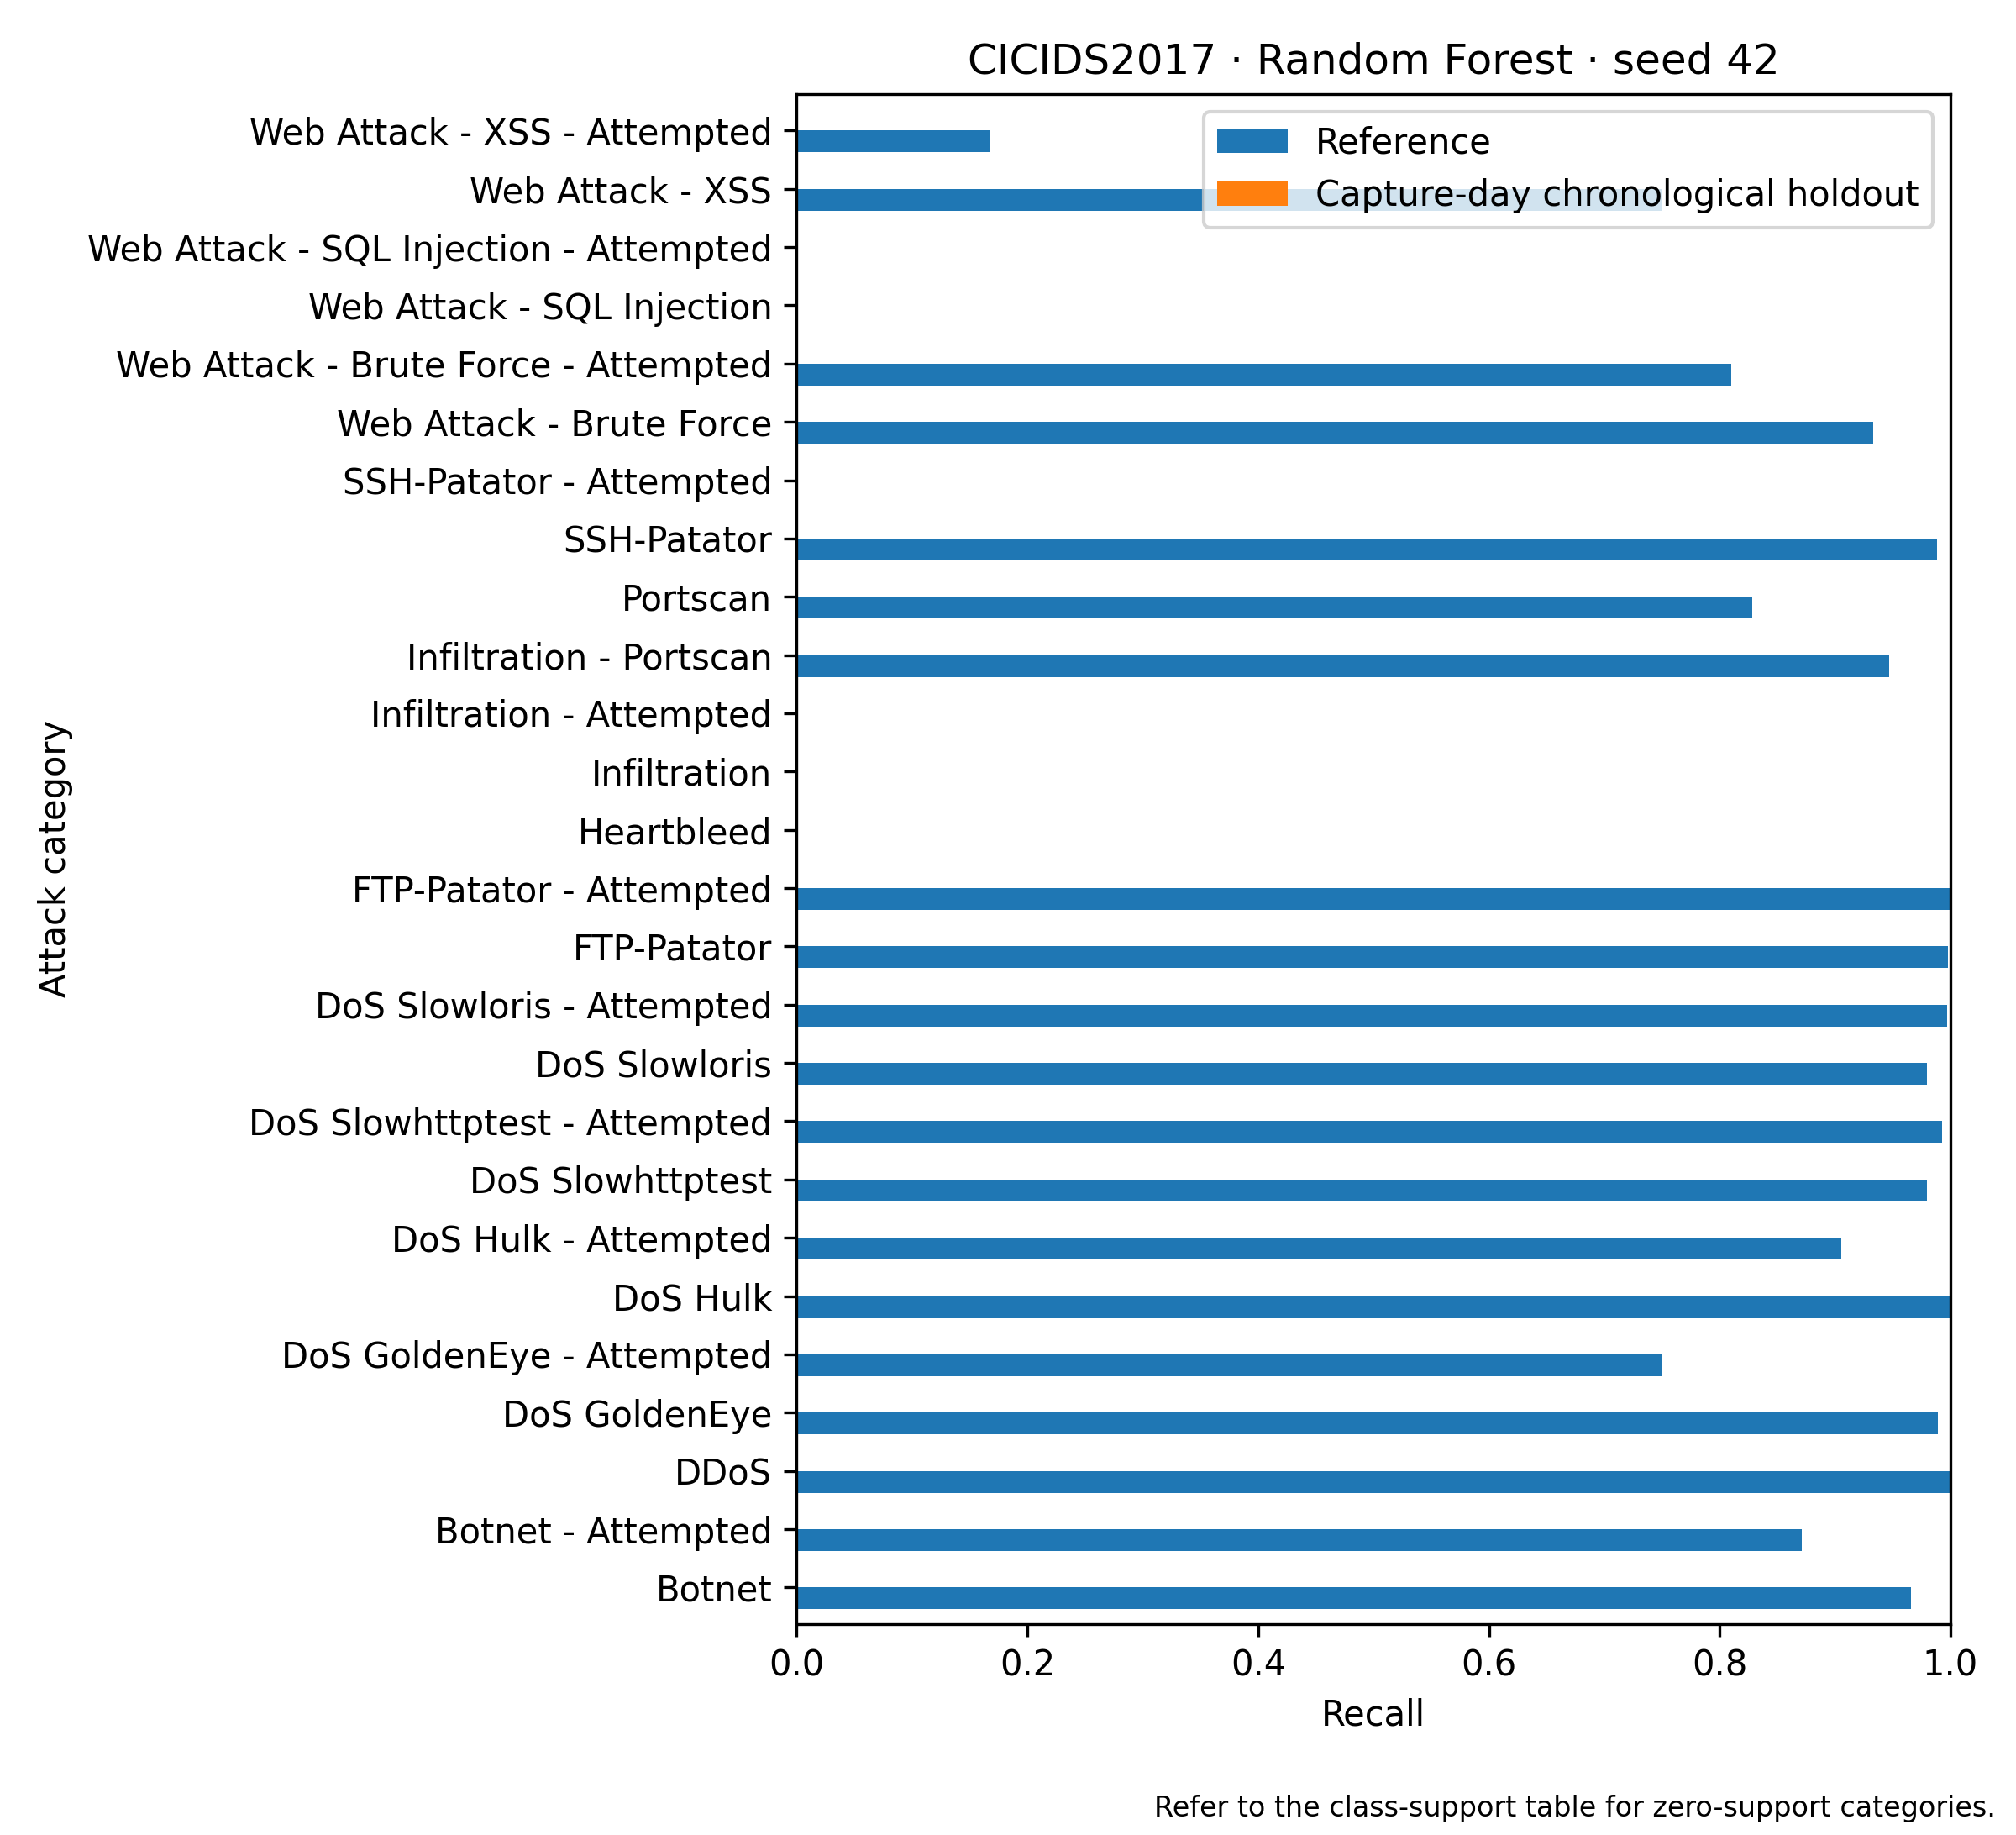 CICIDS2017 · Random Forest · seed 42
Reference
Capture-day chronological holdout
Web Attack - XSS - Attempted
Web Attack - XSS
Web Attack - SQL Injection - Attempted
Web Attack - SQL Injection
Web Attack - Brute Force - Attempted
Web Attack - Brute Force
SSH-Patator - Attempted
SSH-Patator
Portscan
Infiltration - Portscan
Infiltration - Attempted
Infiltration
Heartbleed
FTP-Patator - Attempted
FTP-Patator
DoS Slowloris - Attempted
DoS Slowloris
DoS Slowhttptest - Attempted
DoS Slowhttptest
DoS Hulk - Attempted
DoS Hulk
DoS GoldenEye - Attempted
DoS GoldenEye
DDoS
Botnet - Attempted
Botnet
Attack category
0.0 0.2 0.4 0.6 0.8 1.0
Recall
Refer to the class-support table for zero-support categories.